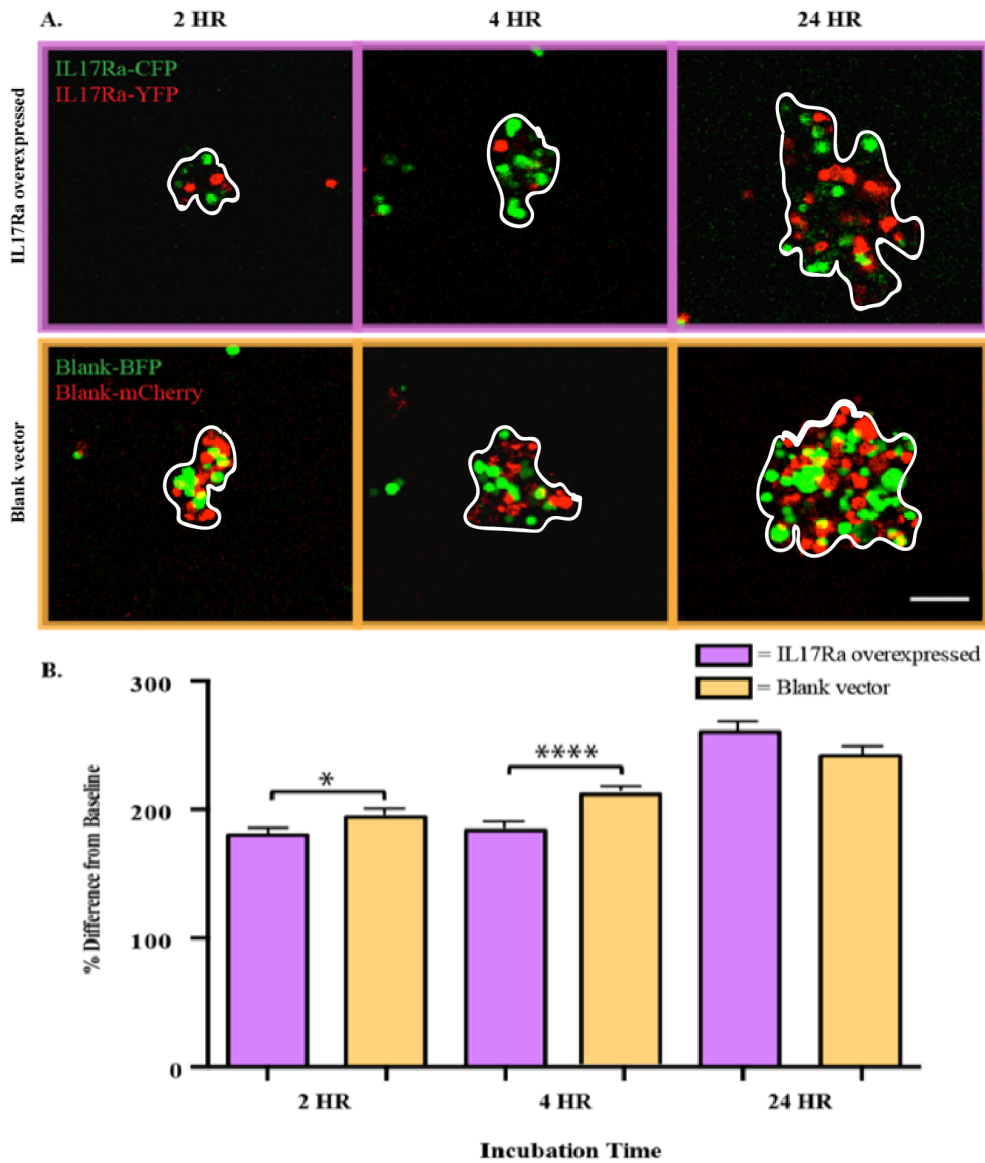 A.
2 HR 4 HR 24 HR
IL17Ra overexpressed
IL17Ra-CFP
IL17Ra-YFP
Blank vector
Blank-BFP
Blank-mCherry
B.
= IL17Ra overexpressed
= Blank vector
% Difference from Baseline
300
200
100
0
*
****
2 HR 4 HR 24 HR
Incubation Time